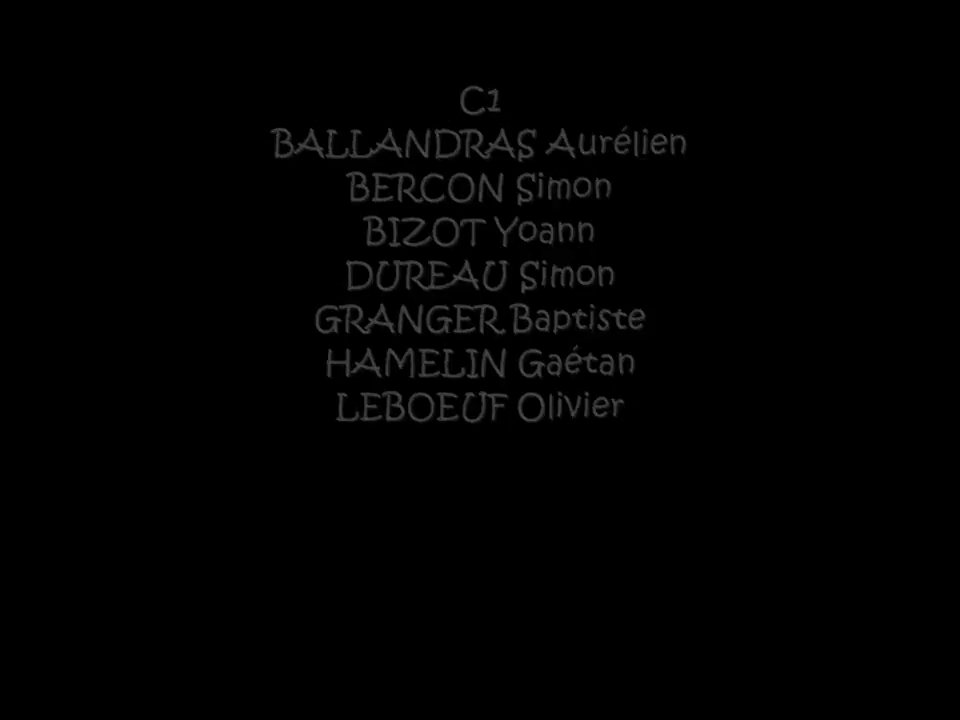 C1
BALLANDRAS Aurélien
BERCON Simon
BIZOT Yoann
DUREAU Simon
GRANGER Baptiste
HAMELIN Gaétan
LEBOEUF Olivier